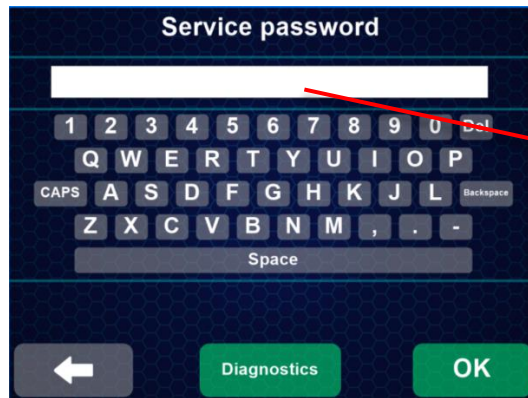 Service password
1 2 3 4 5 6 7 8 9 0 Del
Q W E R T Y U I O P
CAPS A S D F G H K J L Backspace
Z X C V B N M , . -
Space
Diagnostics OK